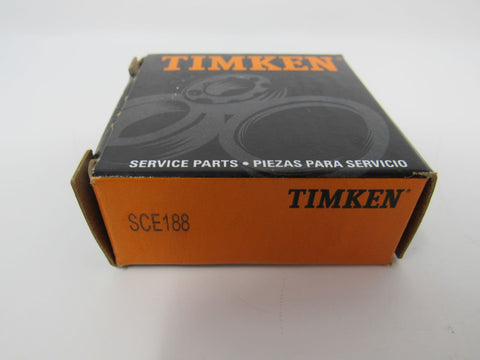 TIMKEN
SERVICE PARTS • PIEZAS PARA SERVICIO
TIMKEN®
SCE188